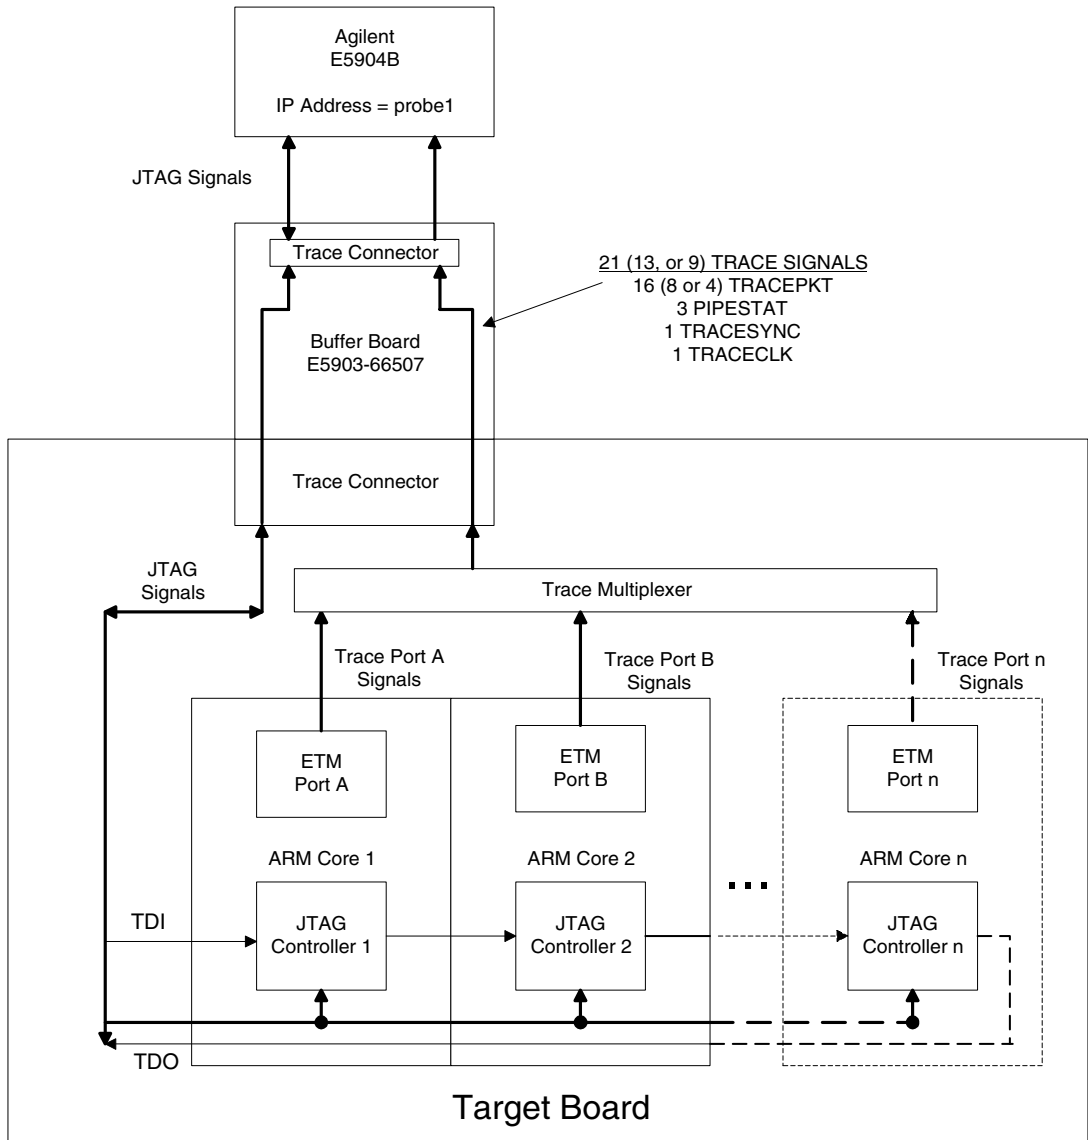 Agilent
E5904B
IP Address = probe1
JTAG Signals
Trace Connector
21 (13, or 9) TRACE SIGNALS
16 (8 or 4) TRACEPKT
3 PIPESTAT
1 TRACESYNC
1 TRACECLK
Buffer Board
E5903-66507
Trace Connector
JTAG
Signals
Trace Multiplexer
Trace Port A
Signals
Trace Port B
Signals
Trace Port n
Signals
ETM
Port A
ETM
Port B
ETM
Port n
ARM Core 1
ARM Core 2
ARM Core n
TDI
JTAG
Controller 1
JTAG
Controller 2
JTAG
Controller n
TDO
Target Board